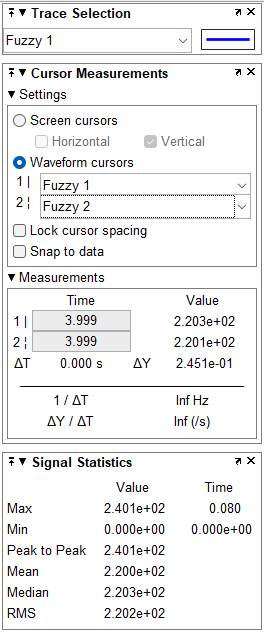 Trace Selection
Fuzzy 1
Cursor Measurements
Settings
Screen cursors
Horizontal Vertical
Waveform cursors
1 | Fuzzy 1
2 ¦ Fuzzy 2
Lock cursor spacing
Snap to data
Measurements
Time Value
1 | 3.999 2.203e+02
2 ¦ 3.999 2.201e+02
ΔT 0.000 s ΔY 2.451e-01
1 / ΔT Inf Hz
ΔY / ΔT Inf (/s)
Signal Statistics
Value Time
Max 2.401e+02 0.080
Min 0.000e+00 0.000e+00
Peak to Peak 2.401e+02
Mean 2.200e+02
Median 2.203e+02
RMS 2.202e+02